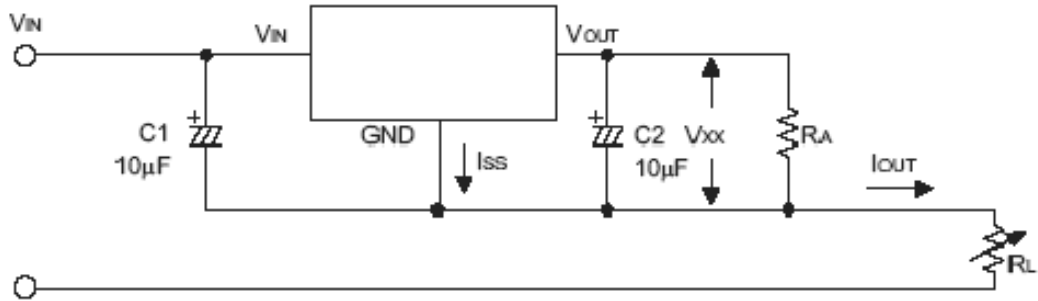 VIN
VIN
VOUT
C1
10µF
GND
ISS
C2
10µF
VXX
RA
IOUT
RL